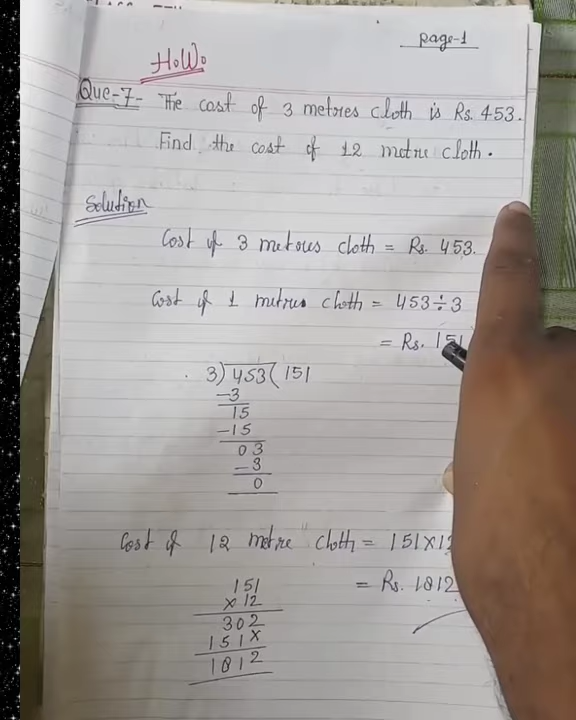 page-1
H.W.
Que-7- The cost of 3 metores cloth is Rs. 453.
Find the cost of 12 metre cloth.
Solution
Cost of 3 metores cloth = Rs. 453.
Cost of 1 metres cloth = 453÷3
= Rs. 151
3) 453 ( 151
-3
15
-15
03
-3
0
Cost of 12 metre cloth = 151×12
= Rs. 1812
151
× 12
302
151×
1812